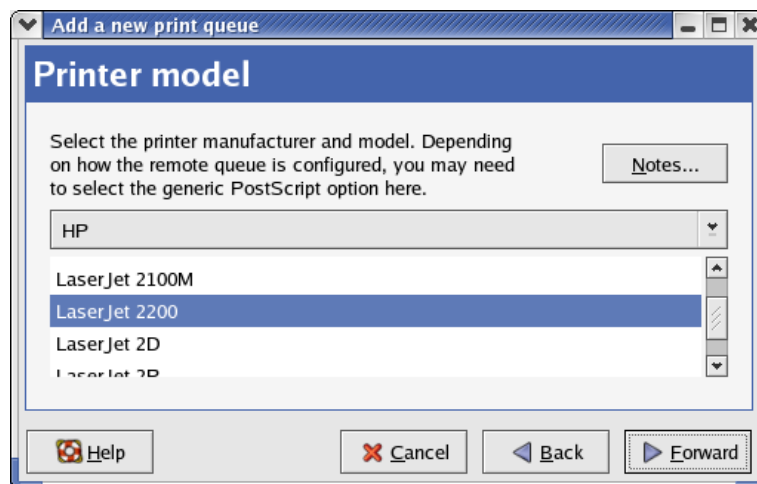 Add a new print queue
Printer model
Select the printer manufacturer and model. Depending
on how the remote queue is configured, you may need
to select the generic PostScript option here.
Notes...
HP
LaserJet 2100M
LaserJet 2200
LaserJet 2D
LaserJet 2P
Help
Cancel
Back
Forward